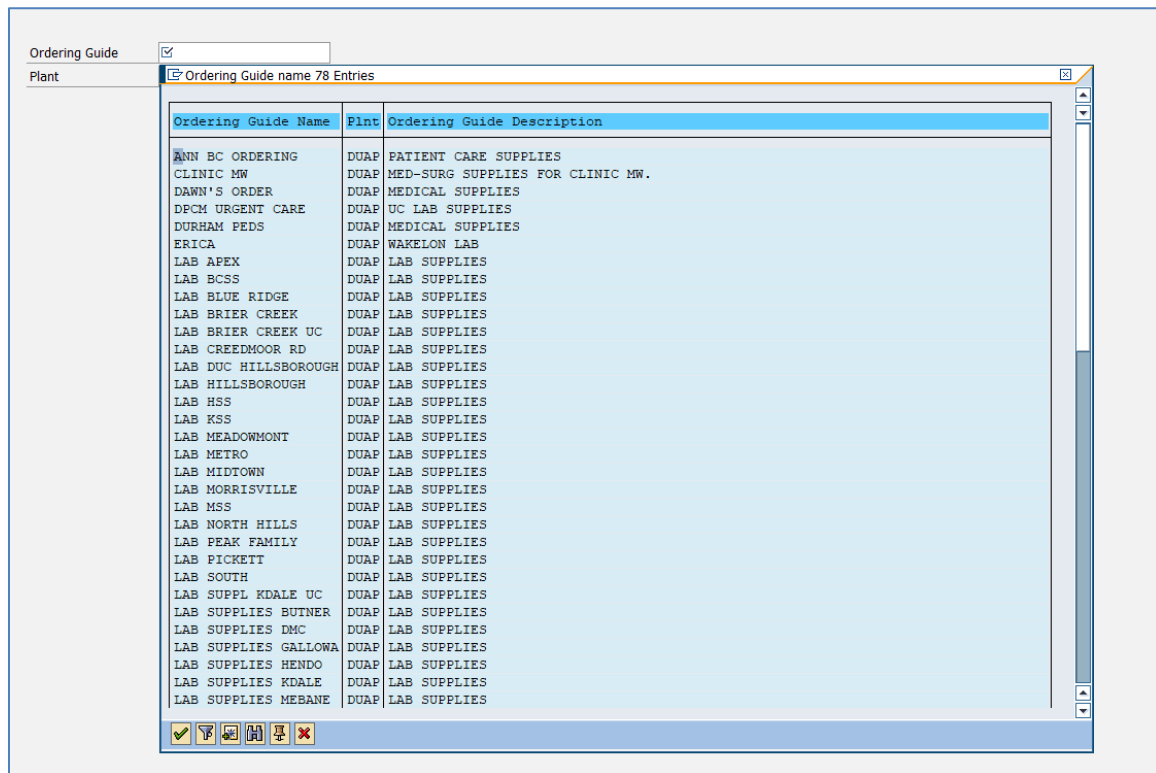 Ordering Guide
Plant
Ordering Guide name 78 Entries
Ordering Guide Name Plnt Ordering Guide Description
ANN BC ORDERING DUAP PATIENT CARE SUPPLIES
CLINIC MW DUAP MED-SURG SUPPLIES FOR CLINIC MW.
DAWN'S ORDER DUAP MEDICAL SUPPLIES
DPCM URGENT CARE DUAP UC LAB SUPPLIES
DURHAM PEDS DUAP MEDICAL SUPPLIES
ERICA DUAP WAKELON LAB
LAB APEX DUAP LAB SUPPLIES
LAB BCSS DUAP LAB SUPPLIES
LAB BLUE RIDGE DUAP LAB SUPPLIES
LAB BRIER CREEK DUAP LAB SUPPLIES
LAB BRIER CREEK UC DUAP LAB SUPPLIES
LAB CREEDMOOR RD DUAP LAB SUPPLIES
LAB DUC HILLSBOROUGH DUAP LAB SUPPLIES
LAB HILLSBOROUGH DUAP LAB SUPPLIES
LAB HSS DUAP LAB SUPPLIES
LAB KSS DUAP LAB SUPPLIES
LAB MEADOWMONT DUAP LAB SUPPLIES
LAB METRO DUAP LAB SUPPLIES
LAB MIDTOWN DUAP LAB SUPPLIES
LAB MORRISVILLE DUAP LAB SUPPLIES
LAB MSS DUAP LAB SUPPLIES
LAB NORTH HILLS DUAP LAB SUPPLIES
LAB PEAK FAMILY DUAP LAB SUPPLIES
LAB PICKETT DUAP LAB SUPPLIES
LAB SOUTH DUAP LAB SUPPLIES
LAB SUPPL KDALE UC DUAP LAB SUPPLIES
LAB SUPPLIES BUTNER DUAP LAB SUPPLIES
LAB SUPPLIES DMC DUAP LAB SUPPLIES
LAB SUPPLIES GALLOWA DUAP LAB SUPPLIES
LAB SUPPLIES HENDO DUAP LAB SUPPLIES
LAB SUPPLIES KDALE DUAP LAB SUPPLIES
LAB SUPPLIES MEBANE DUAP LAB SUPPLIES